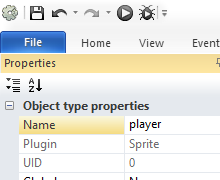 File Home View Event
Properties
Object type properties
Name player
Plugin Sprite
UID 0